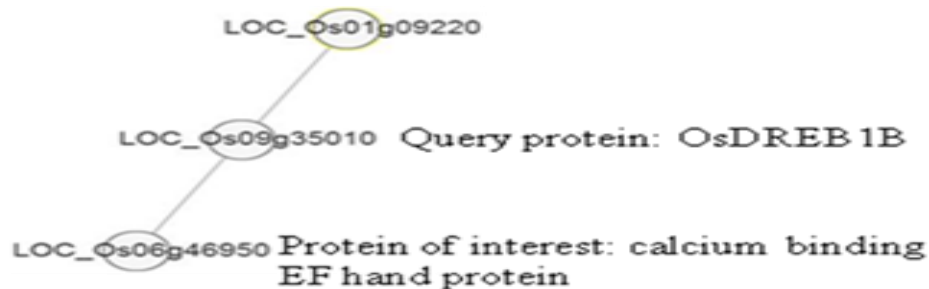 LOC_Os01g09220
LOC_Os09g35010 Query protein: OsDREB1B
LOC_Os06g46950 Protein of interest: calcium binding
EF hand protein